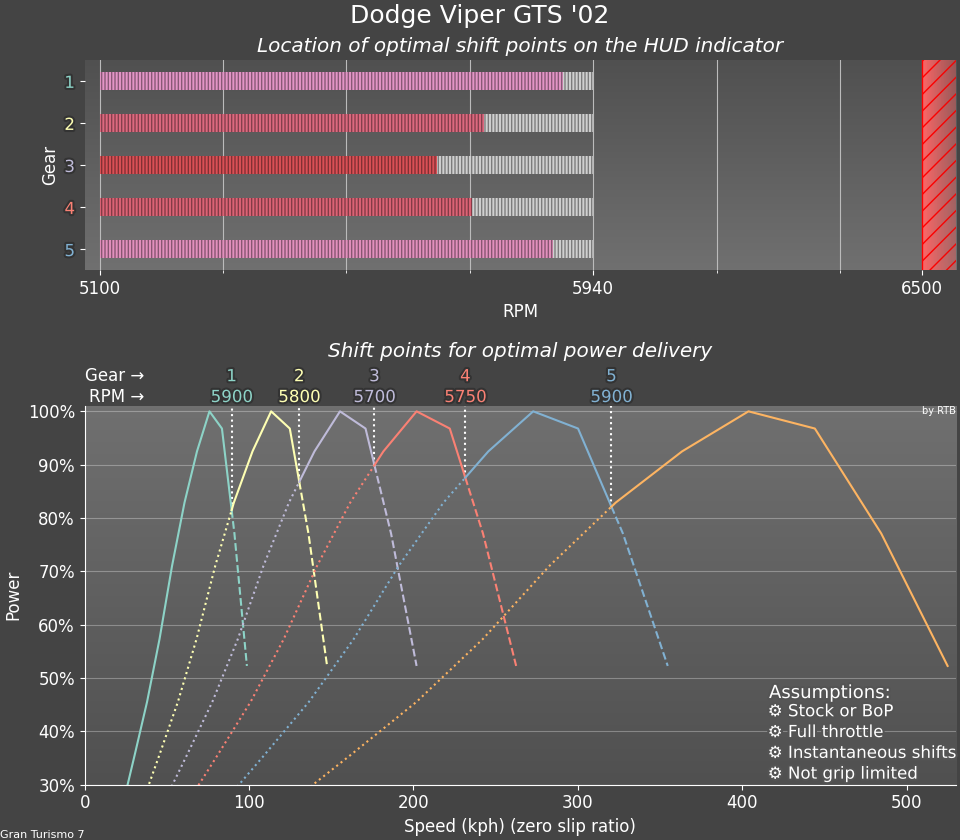 Dodge Viper GTS '02
Location of optimal shift points on the HUD indicator
Gear
1
2
3
4
5
5100 5940 6500
RPM
Shift points for optimal power delivery
Gear → 1 2 3 4 5
RPM → 5900 5800 5700 5750 5900
by RTB
Power
100%
90%
80%
70%
60%
50%
40%
30%
Assumptions:
⚙ Stock or BoP
⚙ Full throttle
⚙ Instantaneous shifts
⚙ Not grip limited
0 100 200 300 400 500
Speed (kph) (zero slip ratio)
Gran Turismo 7